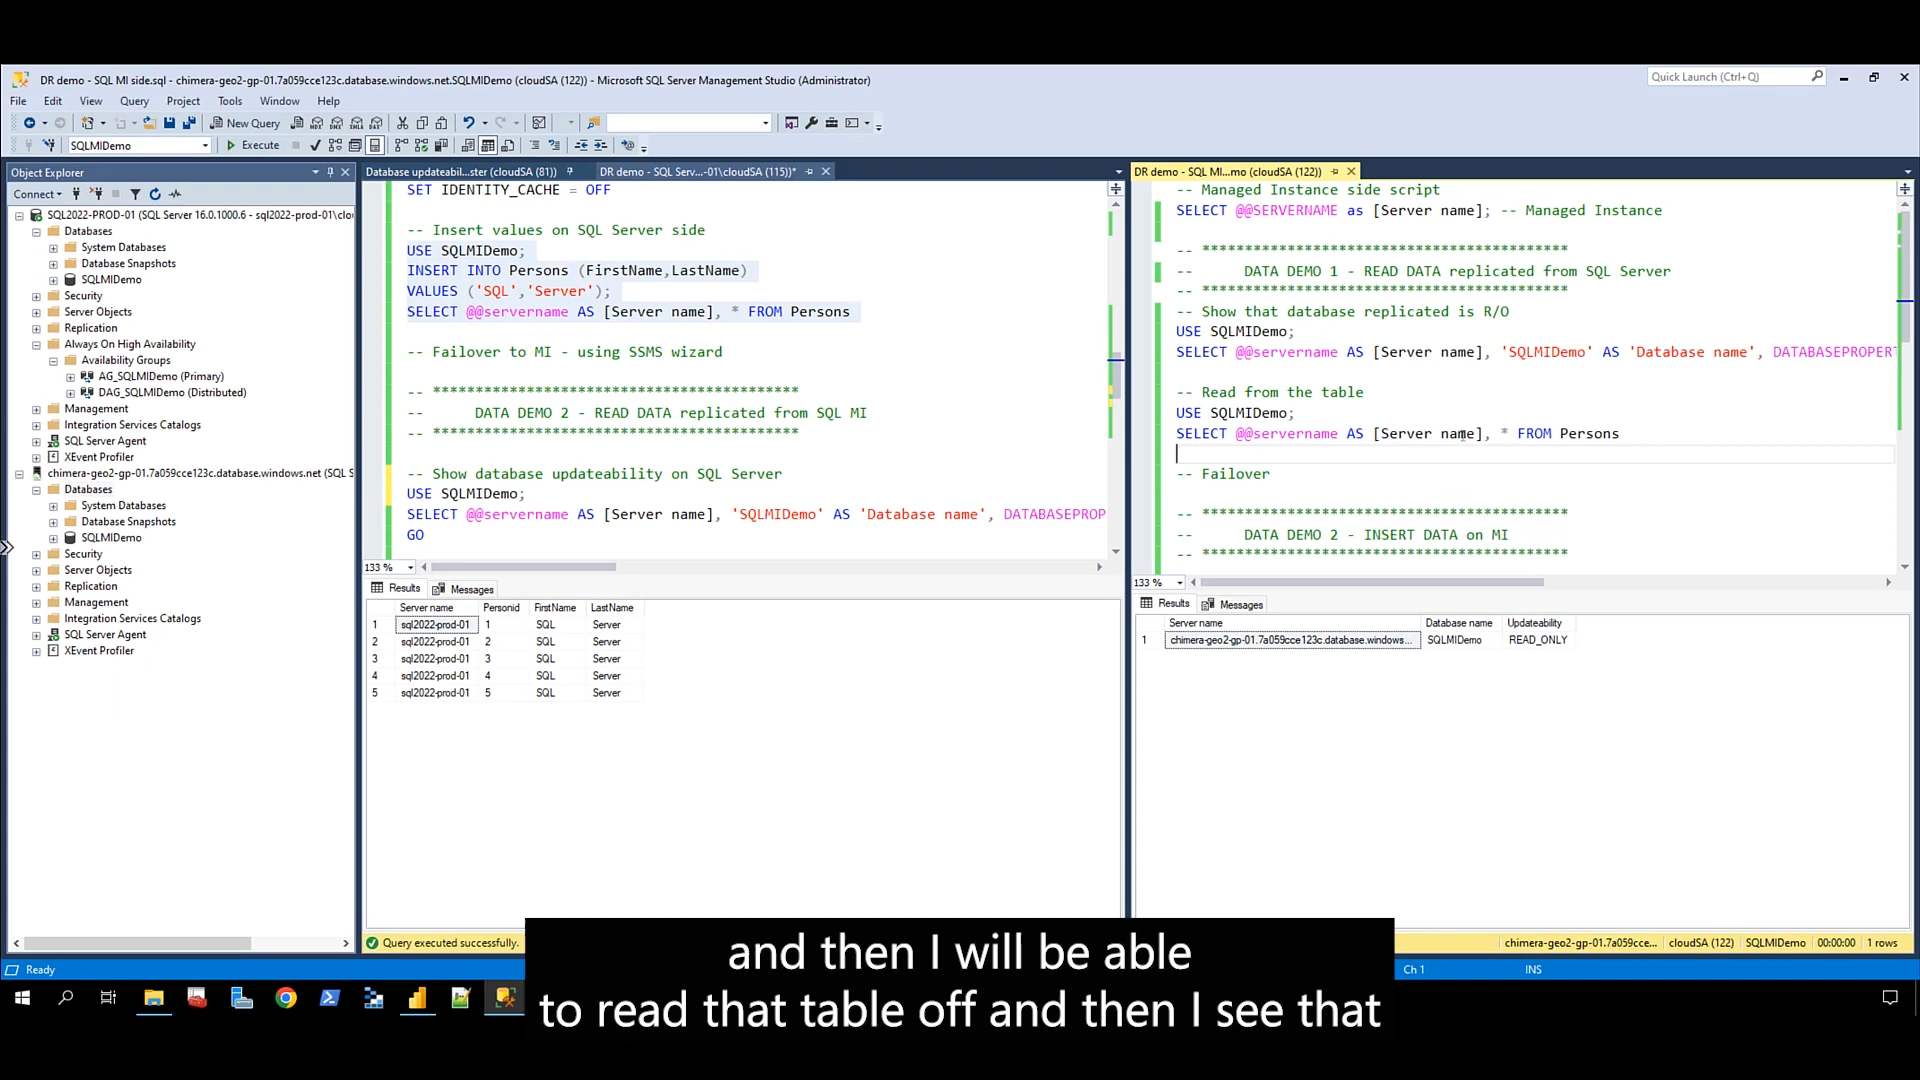 DR demo - SQL MI side.sql - chimera-geo2-gp-01.7a059cce123c.database.windows.net.SQLMIDemo (cloudSA (122)) - Microsoft SQL Server Management Studio (Administrator)
Quick Launch (Ctrl+Q)
File Edit View Query Project Tools Window Help
New Query
SQLMIDemo
Execute
Object Explorer
Connect
SQL2022-PROD-01 (SQL Server 16.0.1000.6 - sql2022-prod-01\clou
Databases
System Databases
Database Snapshots
SQLMIDemo
Security
Server Objects
Replication
Always On High Availability
Availability Groups
AG_SQLMIDemo (Primary)
DAG_SQLMIDemo (Distributed)
Management
Integration Services Catalogs
SQL Server Agent
XEvent Profiler
chimera-geo2-gp-01.7a059cce123c.database.windows.net (SQL S
Databases
System Databases
Database Snapshots
SQLMIDemo
Security
Server Objects
Replication
Management
Integration Services Catalogs
SQL Server Agent
XEvent Profiler
Database updateabil...ster (cloudSA (81))
DR demo - SQL Serv...-01\cloudSA (115))*
SET IDENTITY_CACHE = OFF
-- Insert values on SQL Server side
USE SQLMIDemo;
INSERT INTO Persons (FirstName,LastName)
VALUES ('SQL','Server');
SELECT @@servername AS [Server name], * FROM Persons
-- Failover to MI - using SSMS wizard
-- *******************************************
-- DATA DEMO 2 - READ DATA replicated from SQL MI
-- *******************************************
-- Show database updateability on SQL Server
USE SQLMIDemo;
SELECT @@servername AS [Server name], 'SQLMIDemo' AS 'Database name', DATABASEPROP
GO
133 %
Results Messages
Server name Personid FirstName LastName
1 sql2022-prod-01 1 SQL Server
2 sql2022-prod-01 2 SQL Server
3 sql2022-prod-01 3 SQL Server
4 sql2022-prod-01 4 SQL Server
5 sql2022-prod-01 5 SQL Server
Query executed successfully.
DR demo - SQL MI...mo (cloudSA (122))
-- Managed Instance side script
SELECT @@SERVERNAME as [Server name]; -- Managed Instance
-- *******************************************
-- DATA DEMO 1 - READ DATA replicated from SQL Server
-- *******************************************
-- Show that database replicated is R/O
USE SQLMIDemo;
SELECT @@servername AS [Server name], 'SQLMIDemo' AS 'Database name', DATABASEPROPERT
-- Read from the table
USE SQLMIDemo;
SELECT @@servername AS [Server name], * FROM Persons
-- Failover
-- *******************************************
-- DATA DEMO 2 - INSERT DATA on MI
-- *******************************************
133 %
Results Messages
Server name Database name Updateability
1 chimera-geo2-gp-01.7a059cce123c.database.windows... SQLMIDemo READ_ONLY
chimera-geo2-gp-01.7a059cce... cloudSA (122) SQLMIDemo 00:00:00 1 rows
Ready
Ch 1 INS
and then I will be able
to read that table off and then I see that